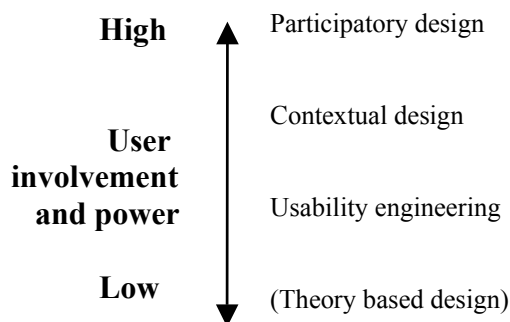 High
User
involvement
and power
Low
Participatory design
Contextual design
Usability engineering
(Theory based design)